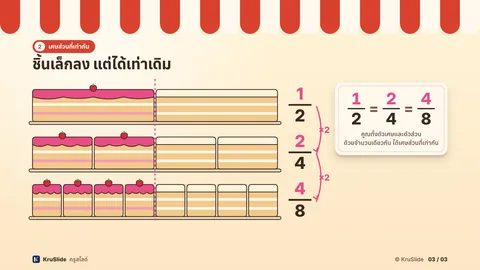 2 เศษส่วนที่เท่ากัน
ชิ้นเล็กลง แต่ได้เท่าเดิม
1/2
×2
2/4
×2
4/8
1/2 = 2/4 = 4/8
คูณทั้งตัวเศษและตัวส่วน
ด้วยจำนวนเดียวกัน ได้เศษส่วนที่เท่ากัน
K KruSlide ครูสไลด์
© KruSlide 03 / 03